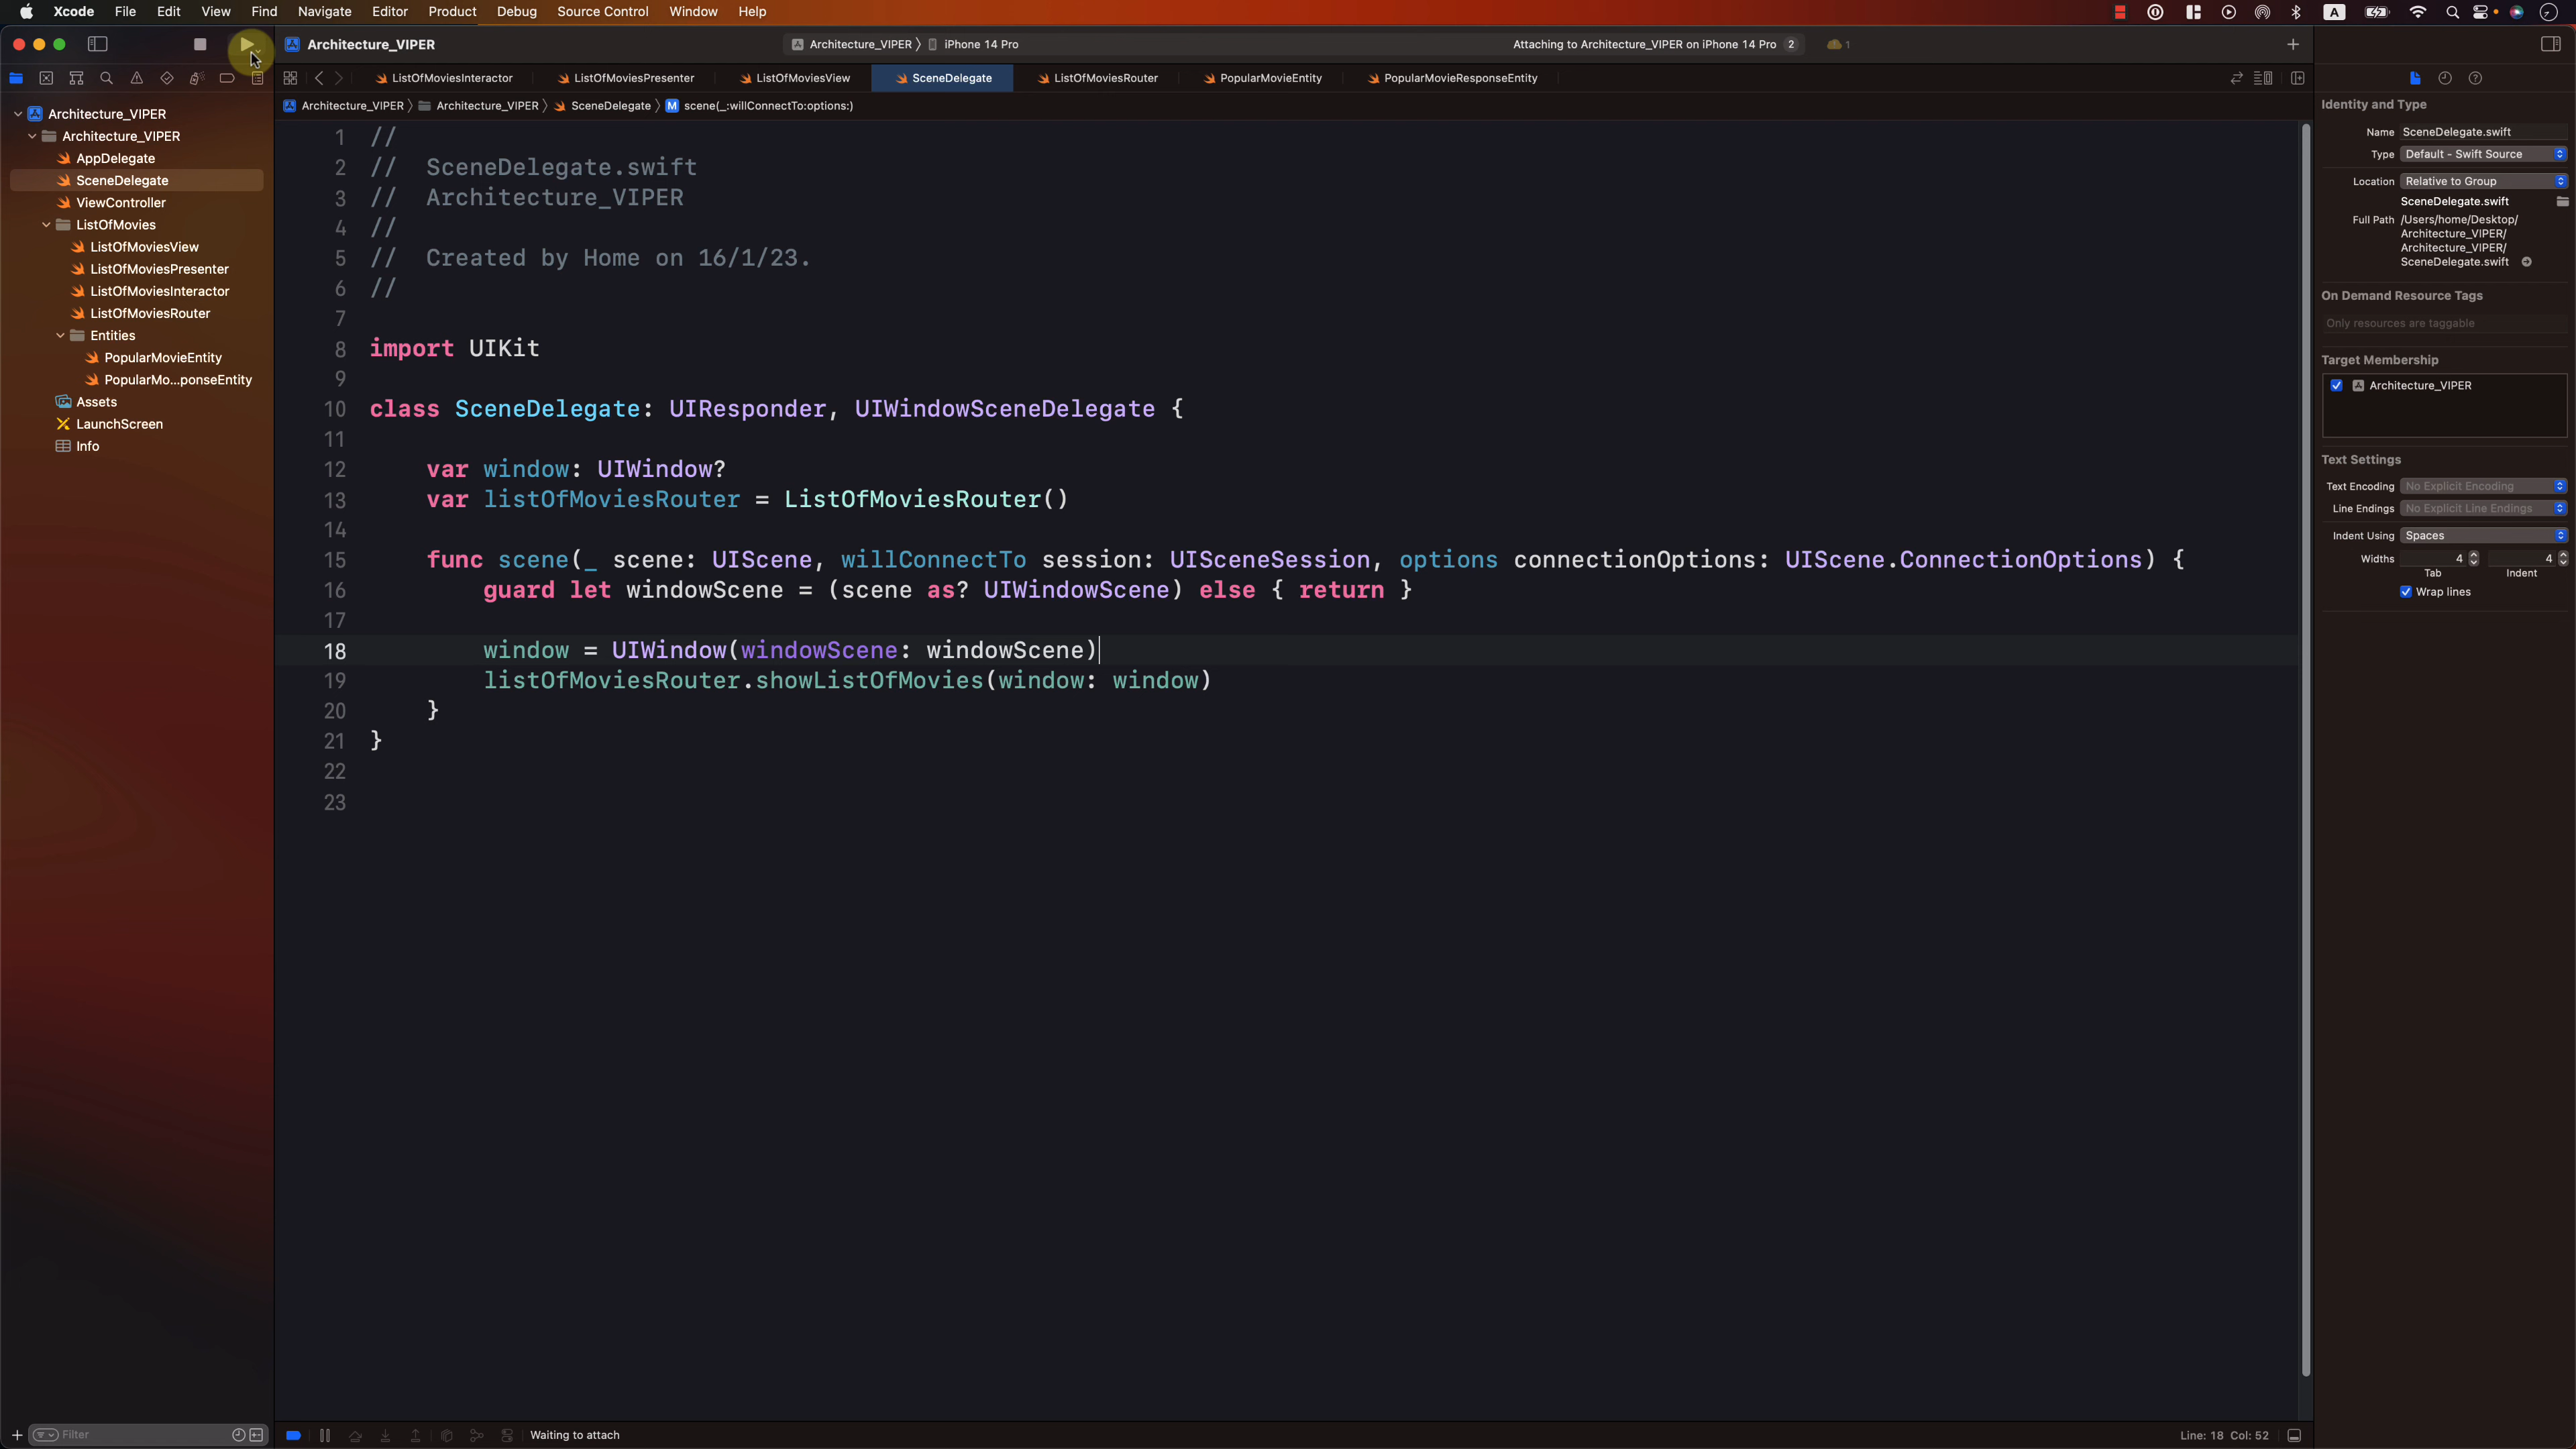 Xcode File Edit View Find Navigate Editor Product Debug Source Control Window Help
A
Architecture_VIPER
Architecture_VIPER 〉 iPhone 14 Pro
Attaching to Architecture_VIPER on iPhone 14 Pro 2
1
ListOfMoviesInteractor ListOfMoviesPresenter ListOfMoviesView SceneDelegate ListOfMoviesRouter PopularMovieEntity PopularMovieResponseEntity
Architecture_VIPER 〉 Architecture_VIPER 〉 SceneDelegate 〉 M scene(_:willConnectTo:options:)
Architecture_VIPER
Architecture_VIPER
AppDelegate
SceneDelegate
ViewController
ListOfMovies
ListOfMoviesView
ListOfMoviesPresenter
ListOfMoviesInteractor
ListOfMoviesRouter
Entities
PopularMovieEntity
PopularMo...ponseEntity
Assets
LaunchScreen
Info
Filter
1 //
2 //  SceneDelegate.swift
3 //  Architecture_VIPER
4 //
5 //  Created by Home on 16/1/23.
6 //
7
8 import UIKit
9
10 class SceneDelegate: UIResponder, UIWindowSceneDelegate {
11
12     var window: UIWindow?
13     var listOfMoviesRouter = ListOfMoviesRouter()
14
15     func scene(_ scene: UIScene, willConnectTo session: UISceneSession, options connectionOptions: UIScene.ConnectionOptions) {
16         guard let windowScene = (scene as? UIWindowScene) else { return }
17
18         window = UIWindow(windowScene: windowScene)
19         listOfMoviesRouter.showListOfMovies(window: window)
20     }
21 }
22
23
Waiting to attach
Line: 18 Col: 52
Identity and Type
Name SceneDelegate.swift
Type Default - Swift Source
Location Relative to Group
SceneDelegate.swift
Full Path /Users/home/Desktop/
Architecture_VIPER/
Architecture_VIPER/
SceneDelegate.swift
On Demand Resource Tags
Only resources are taggable
Target Membership
Architecture_VIPER
Text Settings
Text Encoding No Explicit Encoding
Line Endings No Explicit Line Endings
Indent Using Spaces
Widths 4 4
Tab Indent
Wrap lines